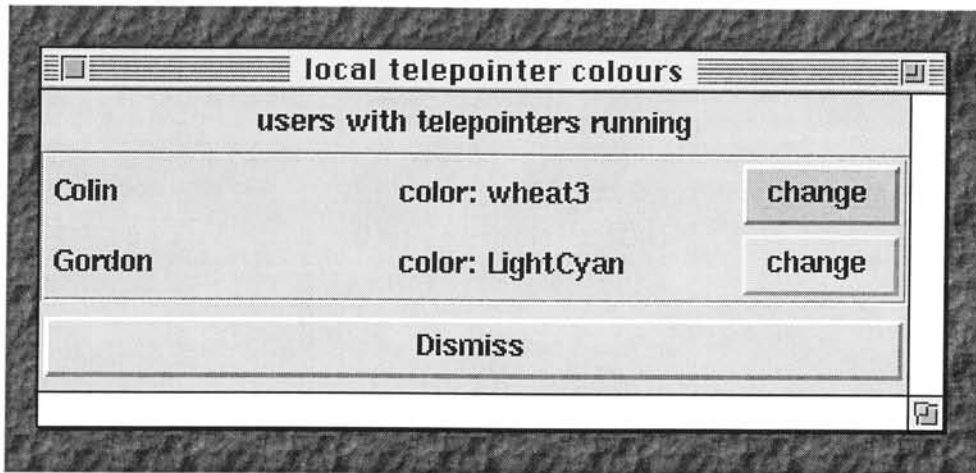 local telepointer colours
users with telepointers running
Colin color: wheat3 change
Gordon color: LightCyan change
Dismiss